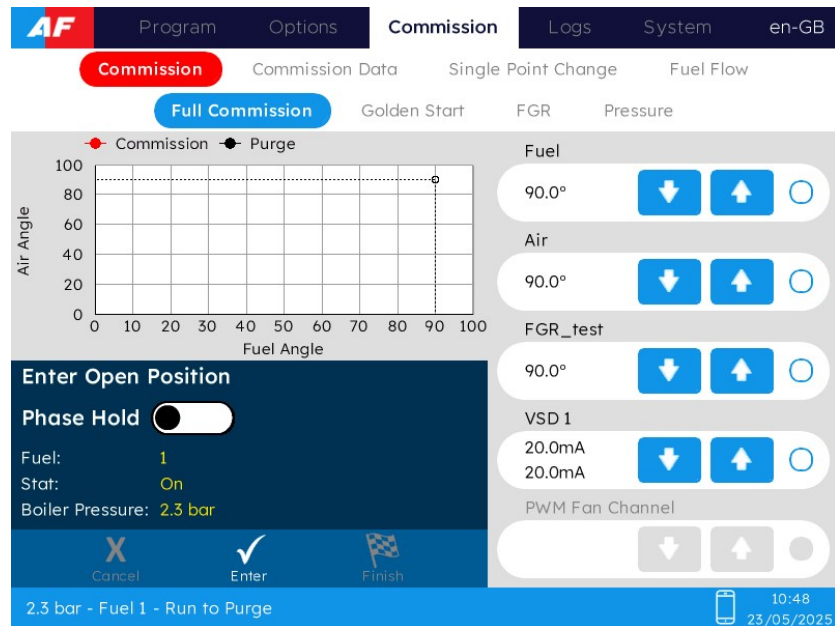 AF Program Options Commission Logs System en-GB
Commission Commission Data Single Point Change Fuel Flow
Full Commission Golden Start FGR Pressure
Commission Purge
100
80
60
40
20
0
Air Angle
0 10 20 30 40 50 60 70 80 90 100
Fuel Angle
Fuel
90.0°
Air
90.0°
FGR_test
90.0°
VSD 1
20.0mA
20.0mA
PWM Fan Channel
Enter Open Position
Phase Hold
Fuel: 1
Stat: On
Boiler Pressure: 2.3 bar
X
Cancel Enter Finish
2.3 bar - Fuel 1 - Run to Purge
10:48
23/05/2025